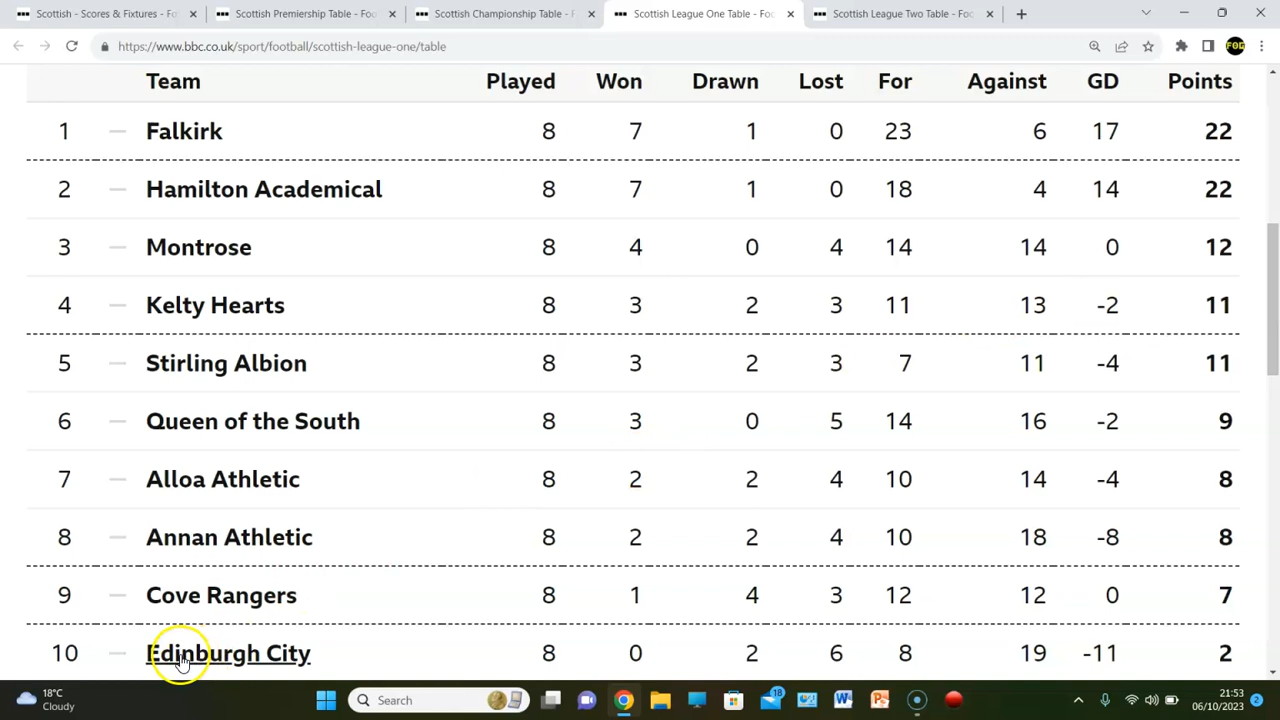 Scottish - Scores & Fixtures - Fo
Scottish Premiership Table - Foo
Scottish Championship Table - F
Scottish League One Table - Foo
Scottish League Two Table - Foo
https://www.bbc.co.uk/sport/football/scottish-league-one/table
Team Played Won Drawn Lost For Against GD Points
1 Falkirk 8 7 1 0 23 6 17 22
2 Hamilton Academical 8 7 1 0 18 4 14 22
3 Montrose 8 4 0 4 14 14 0 12
4 Kelty Hearts 8 3 2 3 11 13 -2 11
5 Stirling Albion 8 3 2 3 7 11 -4 11
6 Queen of the South 8 3 0 5 14 16 -2 9
7 Alloa Athletic 8 2 2 4 10 14 -4 8
8 Annan Athletic 8 2 2 4 10 18 -8 8
9 Cove Rangers 8 1 4 3 12 12 0 7
10 Edinburgh City 8 0 2 6 8 19 -11 2
18°C
Cloudy
Search
18
21:53
06/10/2023